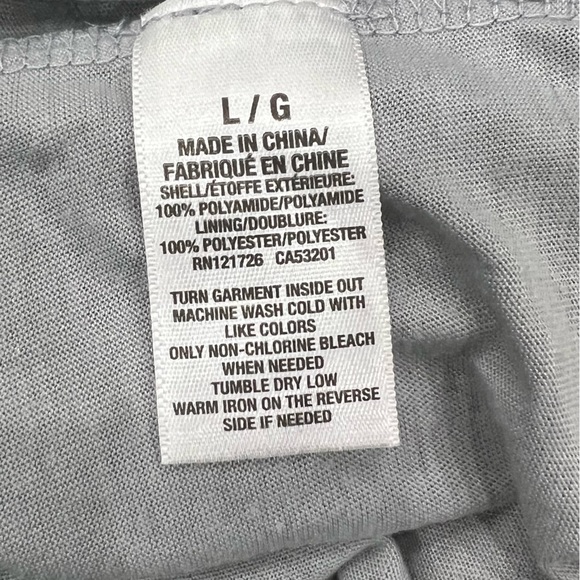 L / G
MADE IN CHINA/
FABRIQUÉ EN CHINE
SHELL/ÉTOFFE EXTÉRIEURE:
100% POLYAMIDE/POLYAMIDE
LINING/DOUBLURE:
100% POLYESTER/POLYESTER
RN121726 CA53201
TURN GARMENT INSIDE OUT
MACHINE WASH COLD WITH
LIKE COLORS
ONLY NON-CHLORINE BLEACH
WHEN NEEDED
TUMBLE DRY LOW
WARM IRON ON THE REVERSE
SIDE IF NEEDED